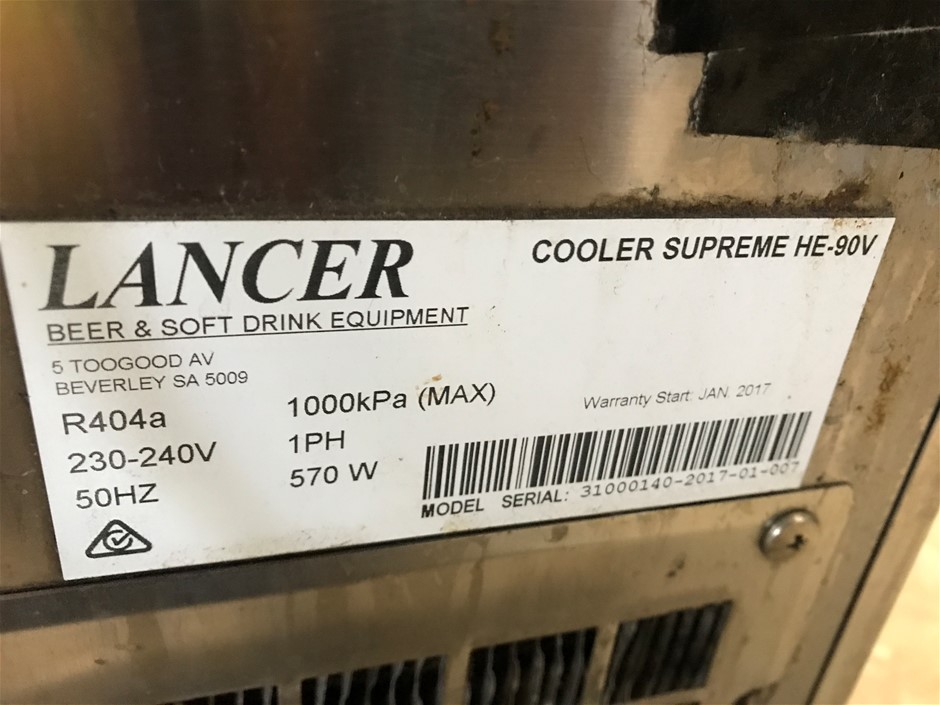 LANCER
BEER & SOFT DRINK EQUIPMENT
5 TOOGOOD AV
BEVERLEY SA 5009
COOLER SUPREME HE-90V
R404a
230-240V
50HZ
1000kPa (MAX)
1PH
570 W
Warranty Start: JAN. 2017
MODEL SERIAL: 31000140-2017-01-007